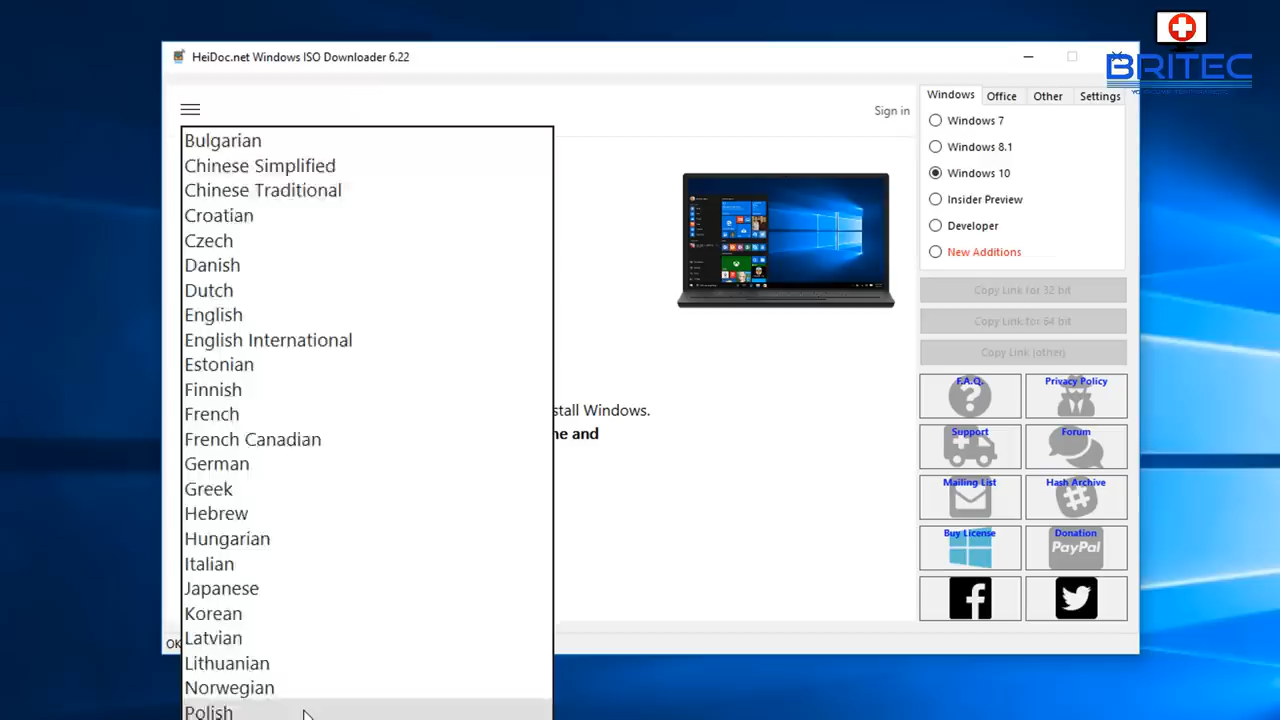 BRITEC
HeiDoc.net Windows ISO Downloader 6.22
Sign in
Windows
Office
Other
Settings
Windows 7
Windows 8.1
Windows 10
Insider Preview
Developer
New Additions
Copy Link for 32 bit
Copy Link for 64 bit
Copy Link (other)
F.A.Q.
Privacy Policy
Support
Forum
Mailing List
Hash Archive
Buy License
Donation
PayPal
Bulgarian
Chinese Simplified
Chinese Traditional
Croatian
Czech
Danish
Dutch
English
English International
Estonian
Finnish
French
French Canadian
German
Greek
Hebrew
Hungarian
Italian
Japanese
Korean
Latvian
Lithuanian
Norwegian
Polish
stall Windows.
ne and
OK